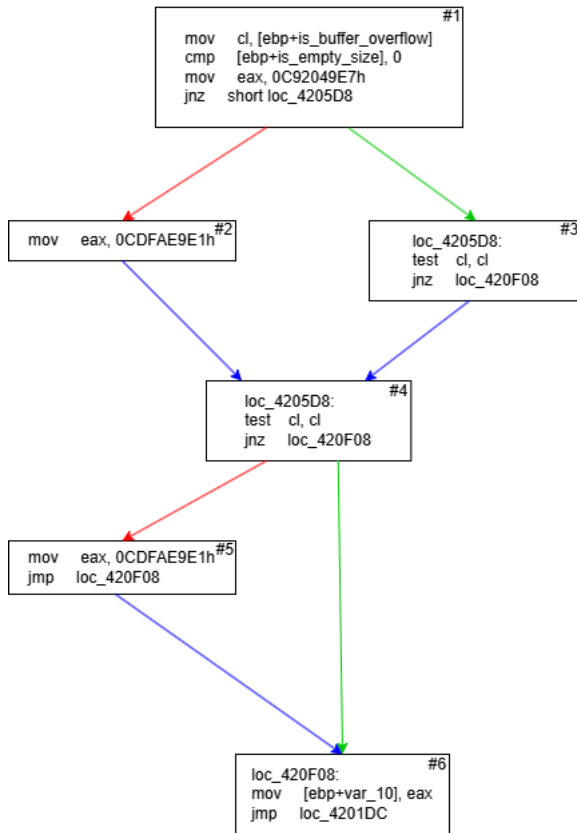 #1
mov cl, [ebp+is_buffer_overflow]
cmp [ebp+is_empty_size], 0
mov eax, 0C92049E7h
jnz short loc_4205D8
#2
mov eax, 0CDFAE9E1h
#3
loc_4205D8:
test cl, cl
jnz loc_420F08
#4
loc_4205D8:
test cl, cl
jnz loc_420F08
#5
mov eax, 0CDFAE9E1h
jmp loc_420F08
#6
loc_420F08:
mov [ebp+var_10], eax
jmp loc_4201DC